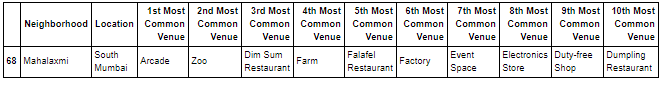 Neighborhood Location 1st Most Common Venue 2nd Most Common Venue 3rd Most Common Venue 4th Most Common Venue 5th Most Common Venue 6th Most Common Venue 7th Most Common Venue 8th Most Common Venue 9th Most Common Venue 10th Most Common Venue
68 Mahalaxmi South Mumbai Arcade Zoo Dim Sum Restaurant Farm Falafel Restaurant Factory Event Space Electronics Store Duty-free Shop Dumpling Restaurant